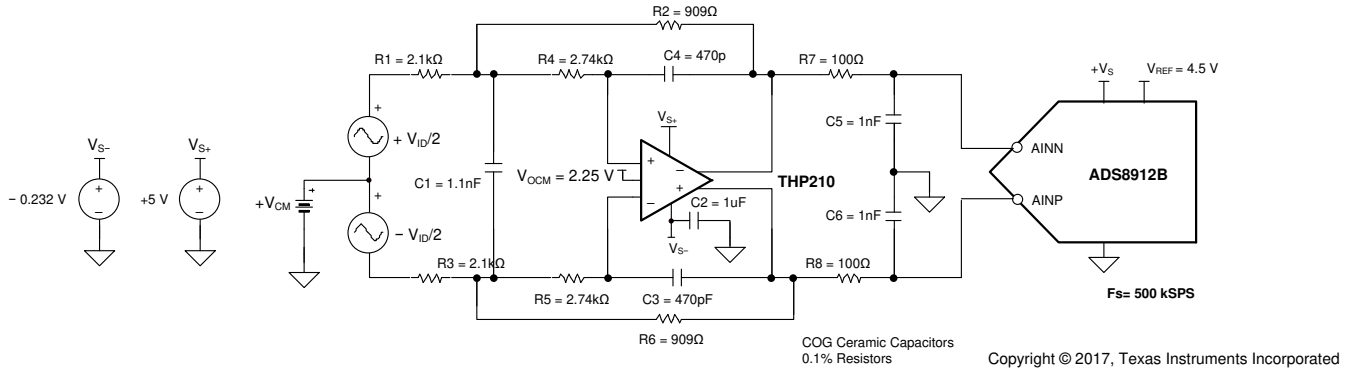 R2 = 909Ω
R1 = 2.1kΩ
R4 = 2.74kΩ
C4 = 470p
R7 = 100Ω
+VS
VREF = 4.5 V
+
+ VID/2
VS+
C5 = 1nF
AINN
VS−
VS+
+
−
− 0.232 V
+
−
+5 V
+
+VCM
C1 = 1.1nF
VOCM = 2.25 V
+
−
−
+
THP210
ADS8912B
+
− VID/2
C2 = 1uF
VS−
C6 = 1nF
AINP
R3 = 2.1kΩ
R5 = 2.74kΩ
C3 = 470pF
R8 = 100Ω
R6 = 909Ω
Fs= 500 kSPS
COG Ceramic Capacitors
0.1% Resistors
Copyright © 2017, Texas Instruments Incorporated